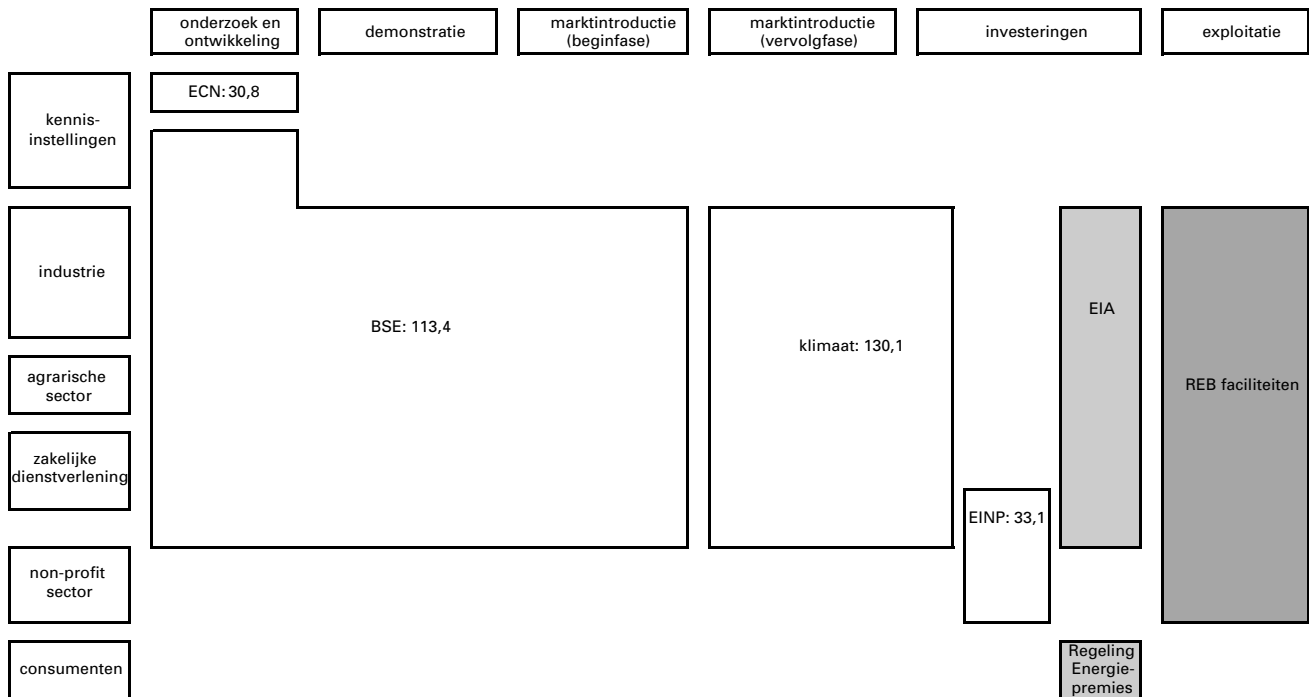 onderzoek en
ontwikkeling
demonstratie
marktintroductie
(beginfase)
marktintroductie
(vervolgfase)
investeringen
exploitatie
kennis-
instellingen
ECN: 30,8
industrie
BSE: 113,4
klimaat: 130,1
EIA
agrarische
sector
REB faciliteiten
zakelijke
dienstverlening
EINP: 33,1
non-profit
sector
consumenten
Regeling
Energie-
premies